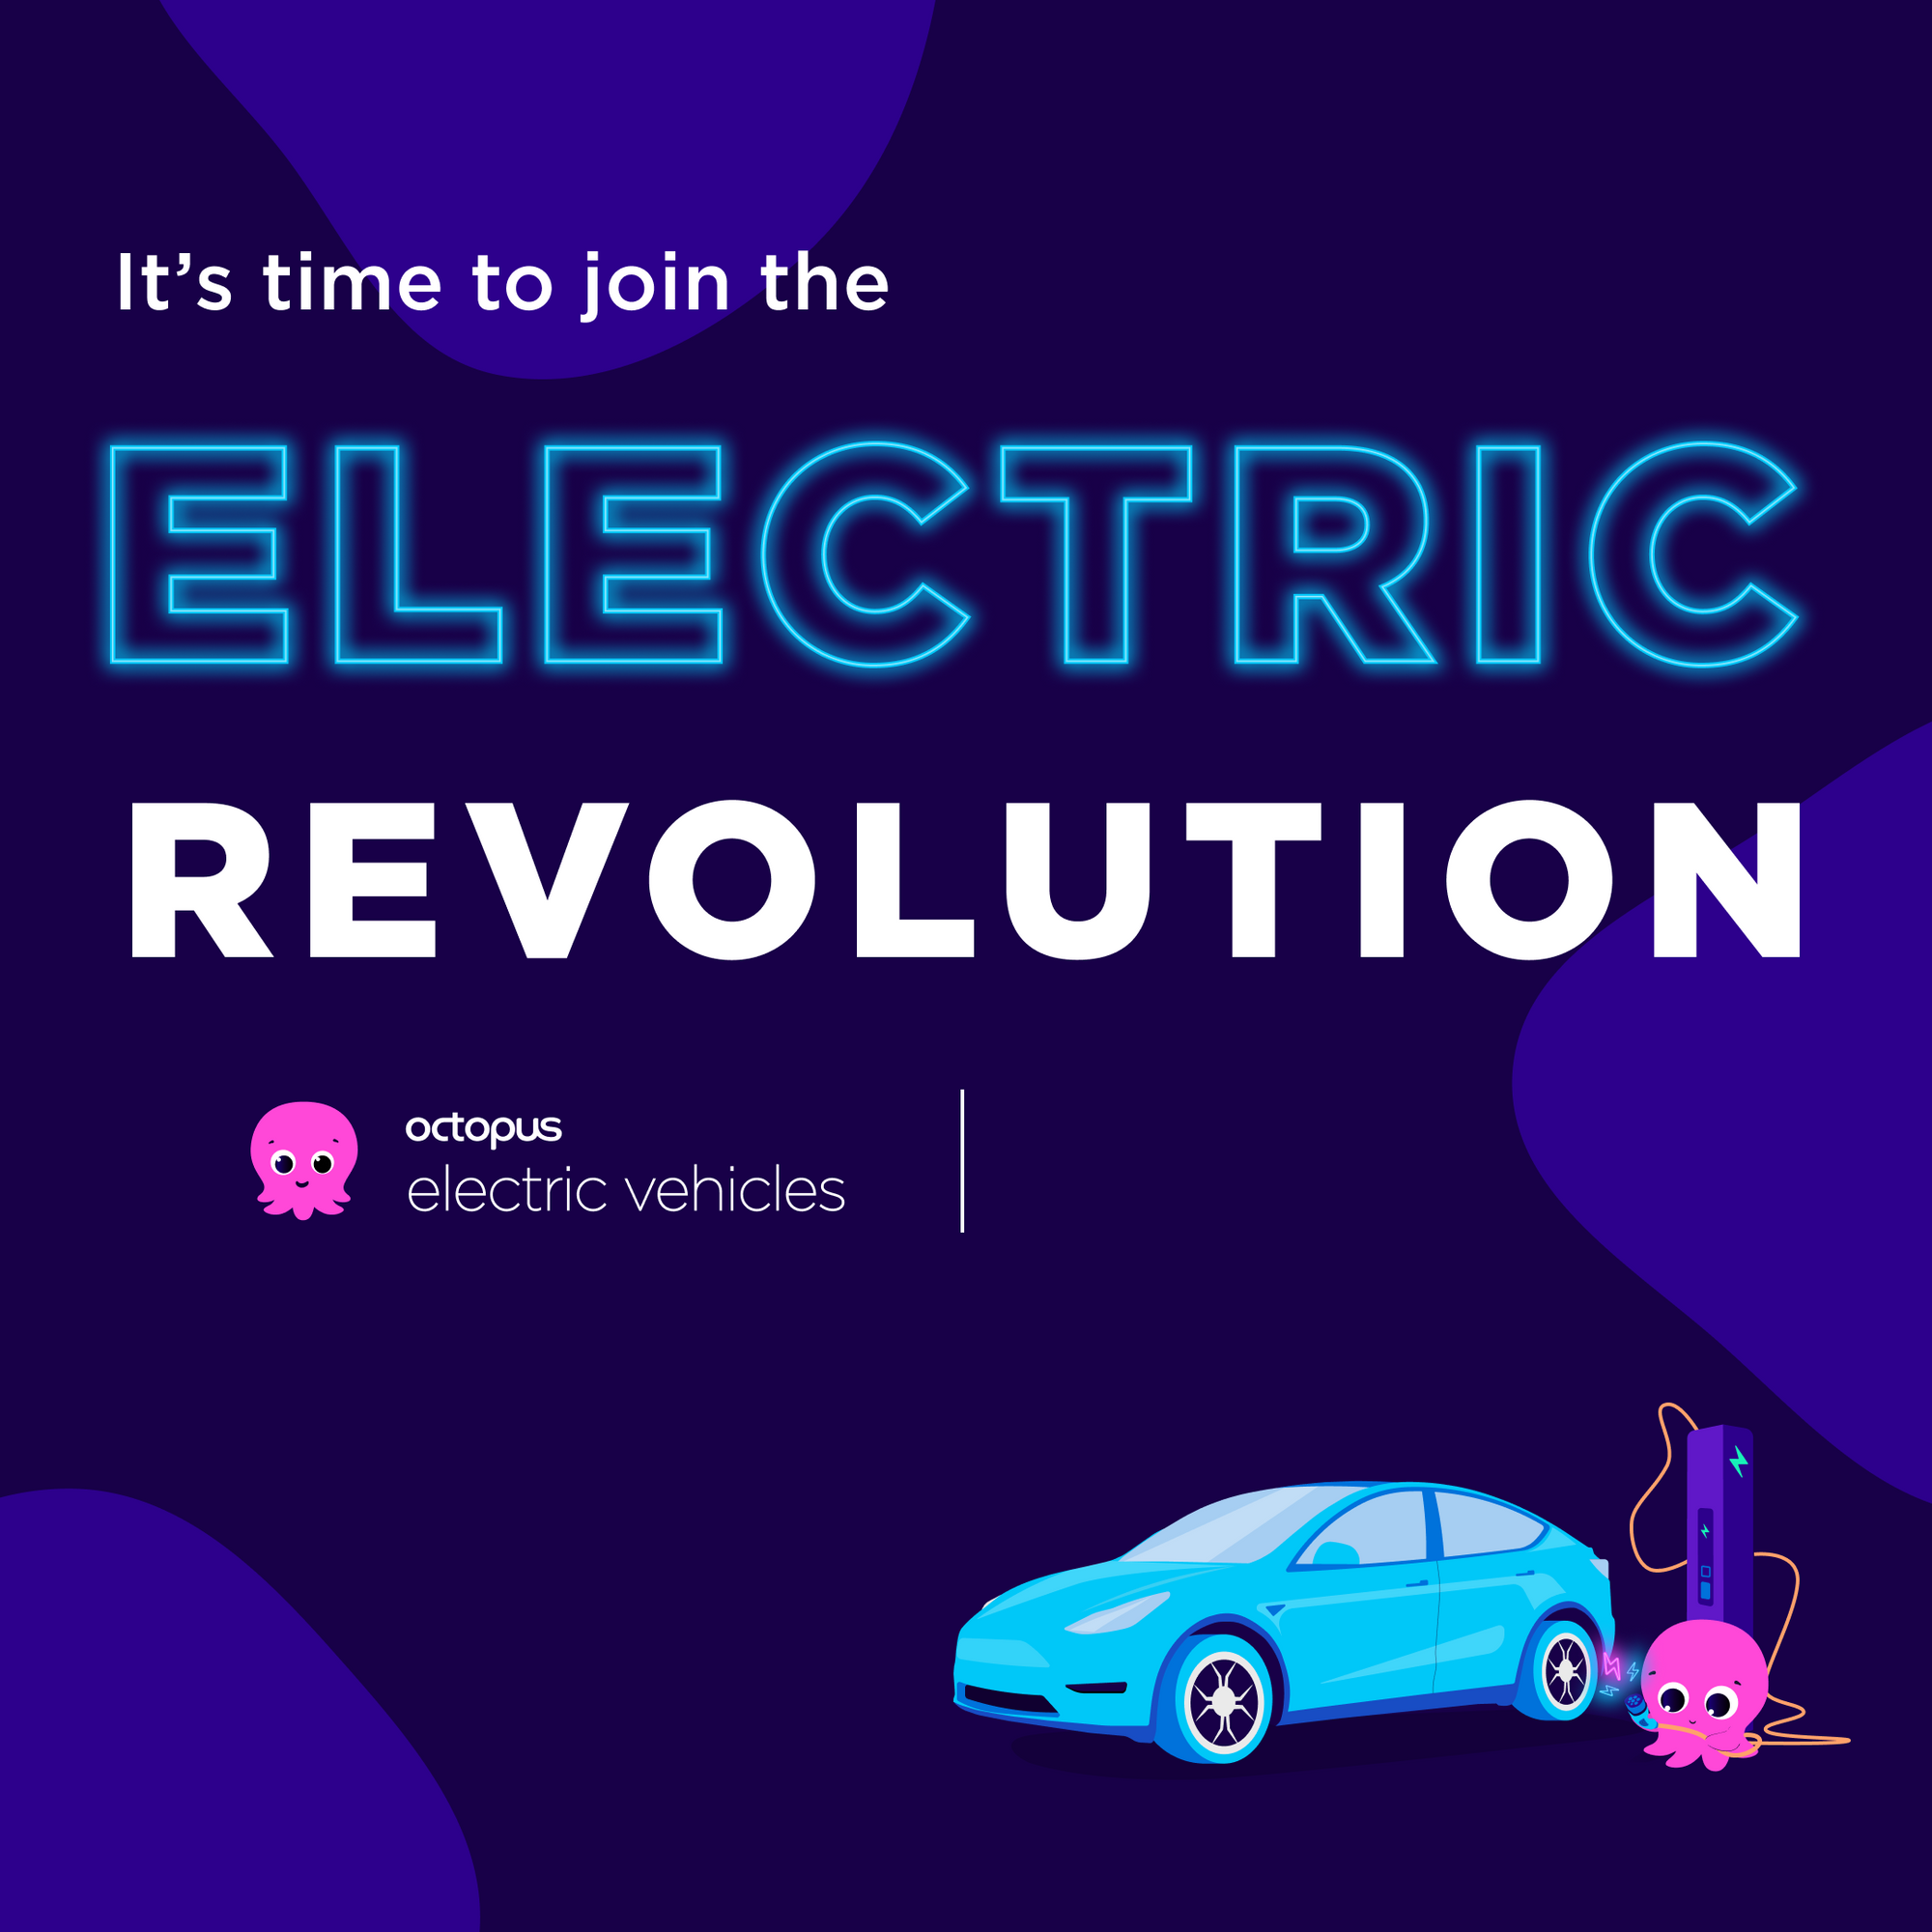 It’s time to join the
ELECTRIC
REVOLUTION
octopus
electric vehicles